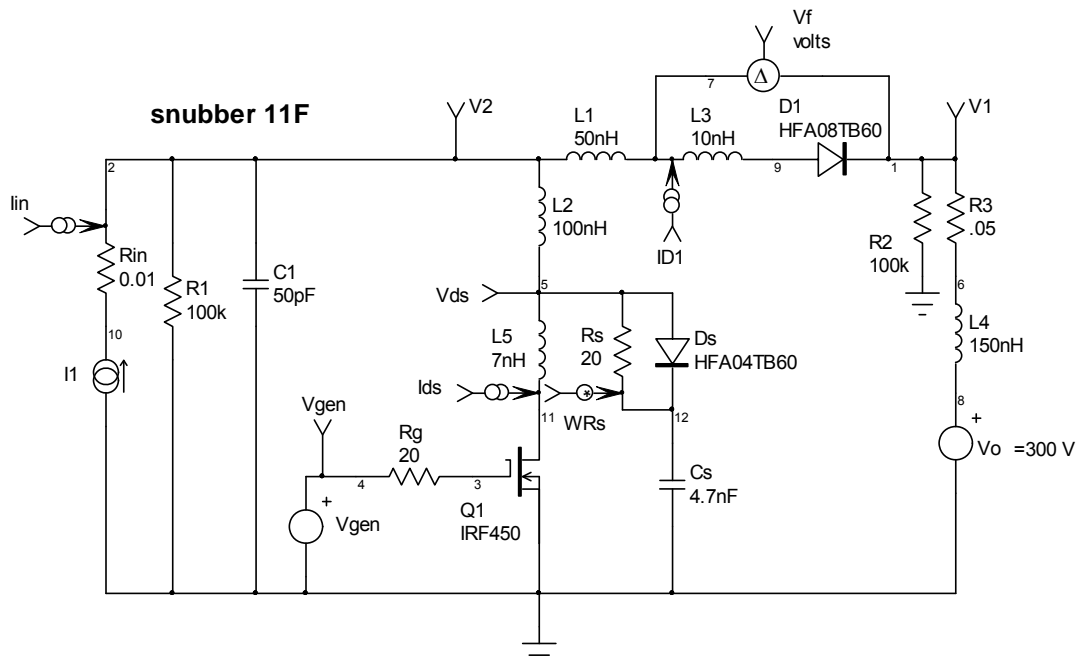 Vf
volts
7
Δ
snubber 11F
V2
L1
50nH
L3
10nH
D1
HFA08TB60
V1
2
9
1
Iin
L2
100nH
ID1
R2
100k
R3
.05
Rin
0.01
R1
100k
C1
50pF
Vds
5
6
10
L5
7nH
Rs
20
Ds
HFA04TB60
L4
150nH
I1
Ids
WRs
*
11
12
8
Vgen
Rg
20
+
Vo =300 V
4
3
Cs
4.7nF
+
Vgen
Q1
IRF450